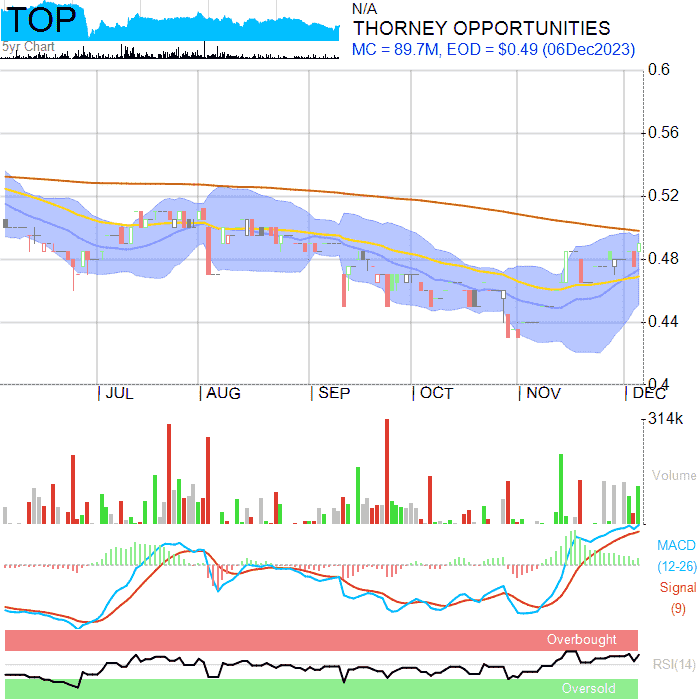 TOP
5yr Chart
N/A
THORNEY OPPORTUNITIES
MC = 89.7M, EOD = $0.49 (06Dec2023)
0.6
0.56
0.52
0.48
0.44
0.4
JUL AUG SEP OCT NOV DEC
314k
Volume
MACD
(12-26)
Signal
(9)
Overbought
RSI(14)
Oversold